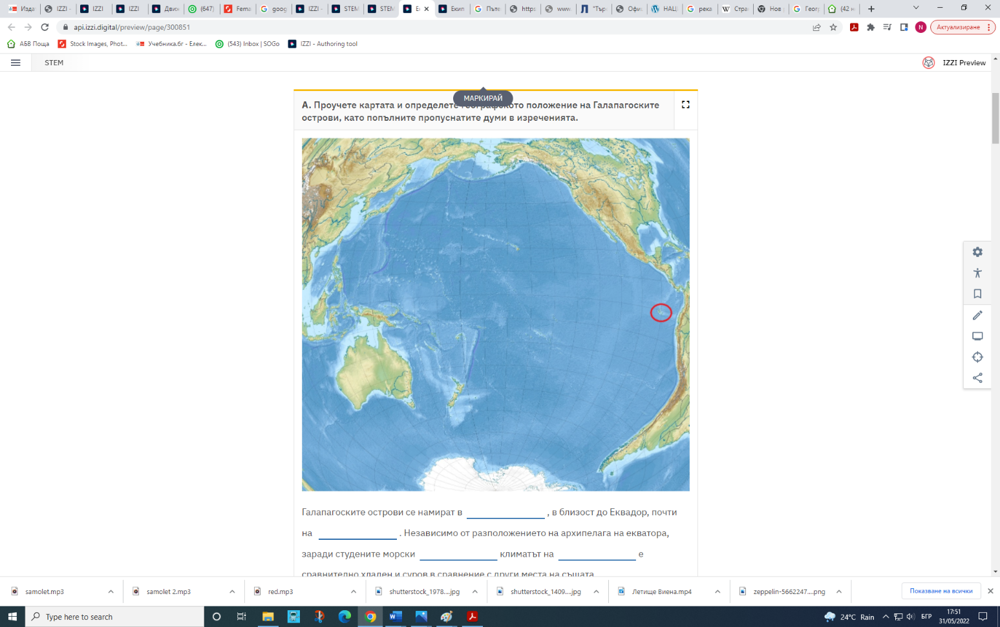 Изда
IZZI -
IZZI
IZZI
Движ
(647)
Fema
goog
IZZI -
STEM
STEM
Ек
Екип
Пъте
https
www.
"Търг
Офиц
НАЦІ
река
Стра
Нов р
Геогр
(42 н
api.izzi.digital/preview/page/300851
N
Актуализиране
АБВ Поща
Stock Images, Phot...
Учебника.бг - Елек...
(543) Inbox | SOGo
IZZI - Authoring tool
STEM
IZZI Preview
МАРКИРАЙ
А. Проучете картата и определете географското положение на Галапагоските
острови, като попълните пропуснатите думи в изреченията.
Галапагоските острови се намират в , в близост до Еквадор, почти
на . Независимо от разположението на архипелага на екватора,
заради студените морски климатът на е
сравнително хладен и суров в сравнение с други места на същата
samolet.mp3
samolet 2.mp3
red.mp3
shutterstock_1978....jpg
shutterstock_1409....jpg
Летище Виена.mp4
zeppelin-5662247....png
Показване на всички
Type here to search
24°C Rain
БГР
17:51
31/05/2022